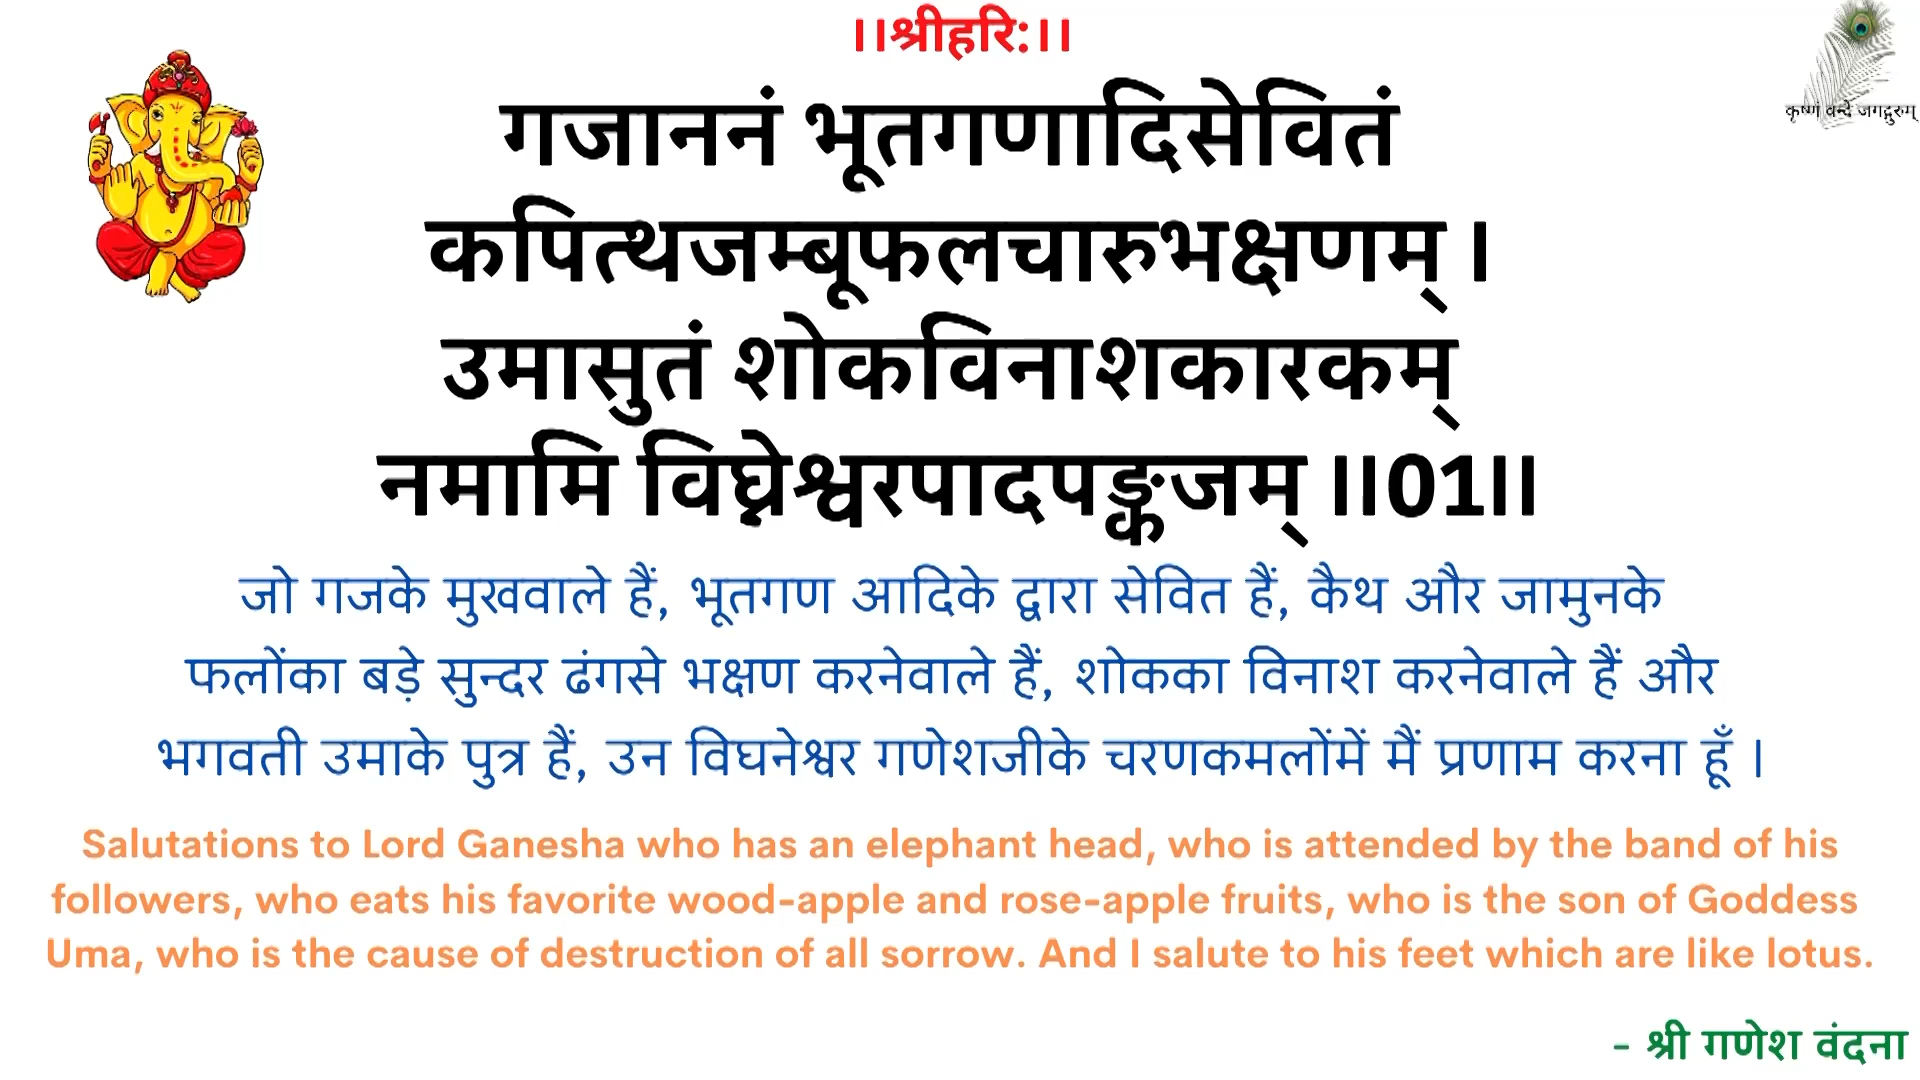 ।।श्रीहरि:।।
कृष्णं वन्दे जगद्गुरुम्
गजाननं भूतगणादिसेवितं
कपित्थजम्बूफलचारुभक्षणम् ।
उमासुतं शोकविनाशकारकम्
नमामि विघ्नेश्वरपादपङ्कजम् ।।01।।
जो गजके मुखवाले हैं, भूतगण आदिके द्वारा सेवित हैं, कैथ और जामुनके
फलोंका बड़े सुन्दर ढंगसे भक्षण करनेवाले हैं, शोकका विनाश करनेवाले हैं और
भगवती उमाके पुत्र हैं, उन विघनेश्वर गणेशजीके चरणकमलोंमें मैं प्रणाम करना हूँ ।
Salutations to Lord Ganesha who has an elephant head, who is attended by the band of his
followers, who eats his favorite wood-apple and rose-apple fruits, who is the son of Goddess
Uma, who is the cause of destruction of all sorrow. And I salute to his feet which are like lotus.
- श्री गणेश वंदना